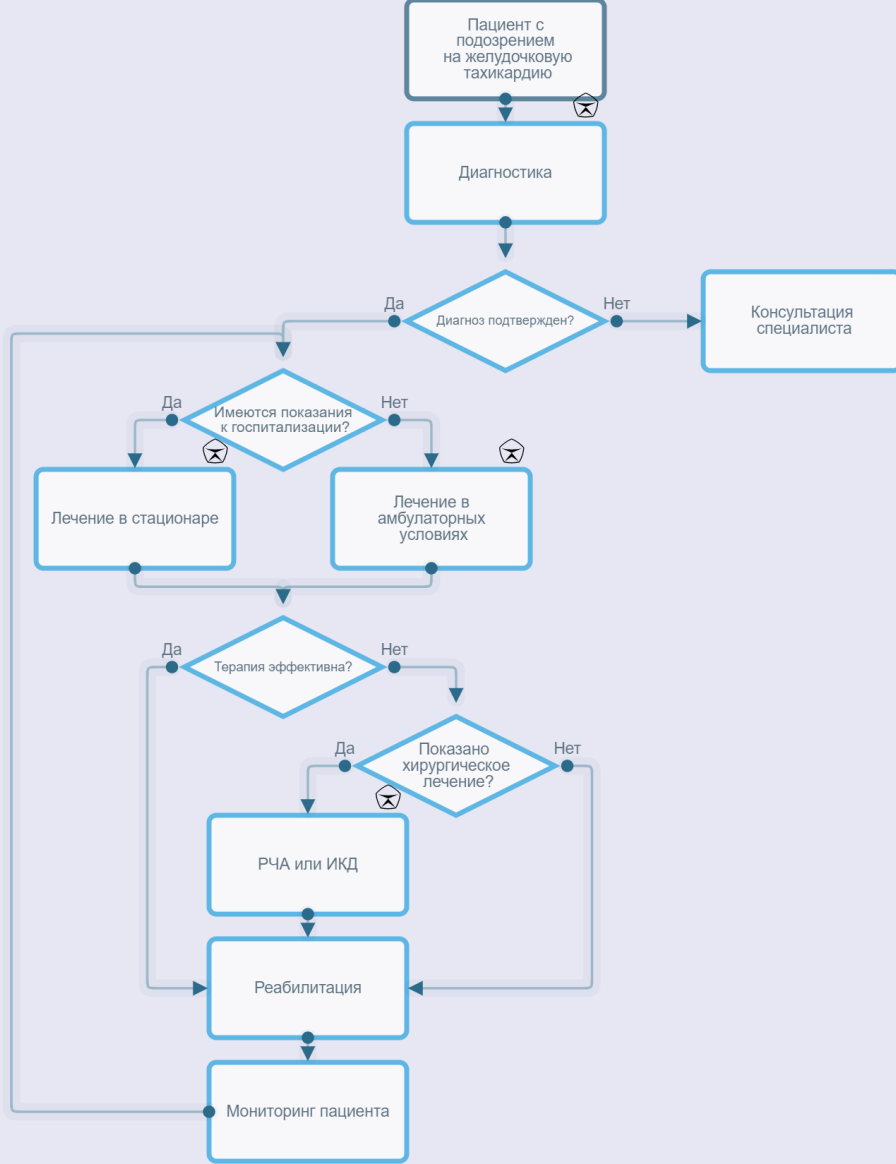 Пациент с
подозрением
на желудочковую
тахикардию
Диагностика
Да
Диагноз подтвержден?
Нет
Консультация
специалиста
Да
Имеются показания
к госпитализации?
Нет
Лечение в стационаре
Лечение в
амбулаторных
условиях
Да
Терапия эффективна?
Нет
Да
Показано
хирургическое
лечение?
Нет
РЧА или ИКД
Реабилитация
Мониторинг пациента